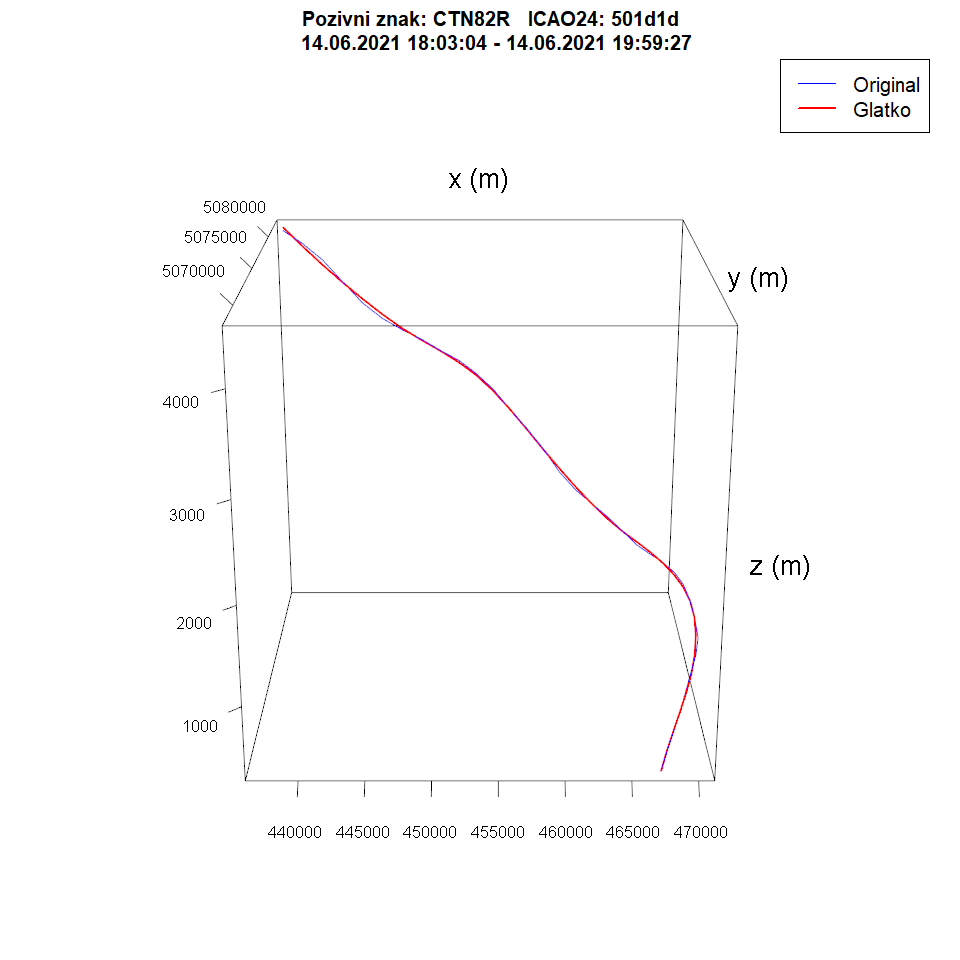 Pozivni znak: CTN82R   ICAO24: 501d1d
14.06.2021 18:03:04 - 14.06.2021 19:59:27
Original
Glatko
x (m)
5080000
5075000
5070000
y (m)
4000
3000
2000
1000
z (m)
440000 445000 450000 455000 460000 465000 470000